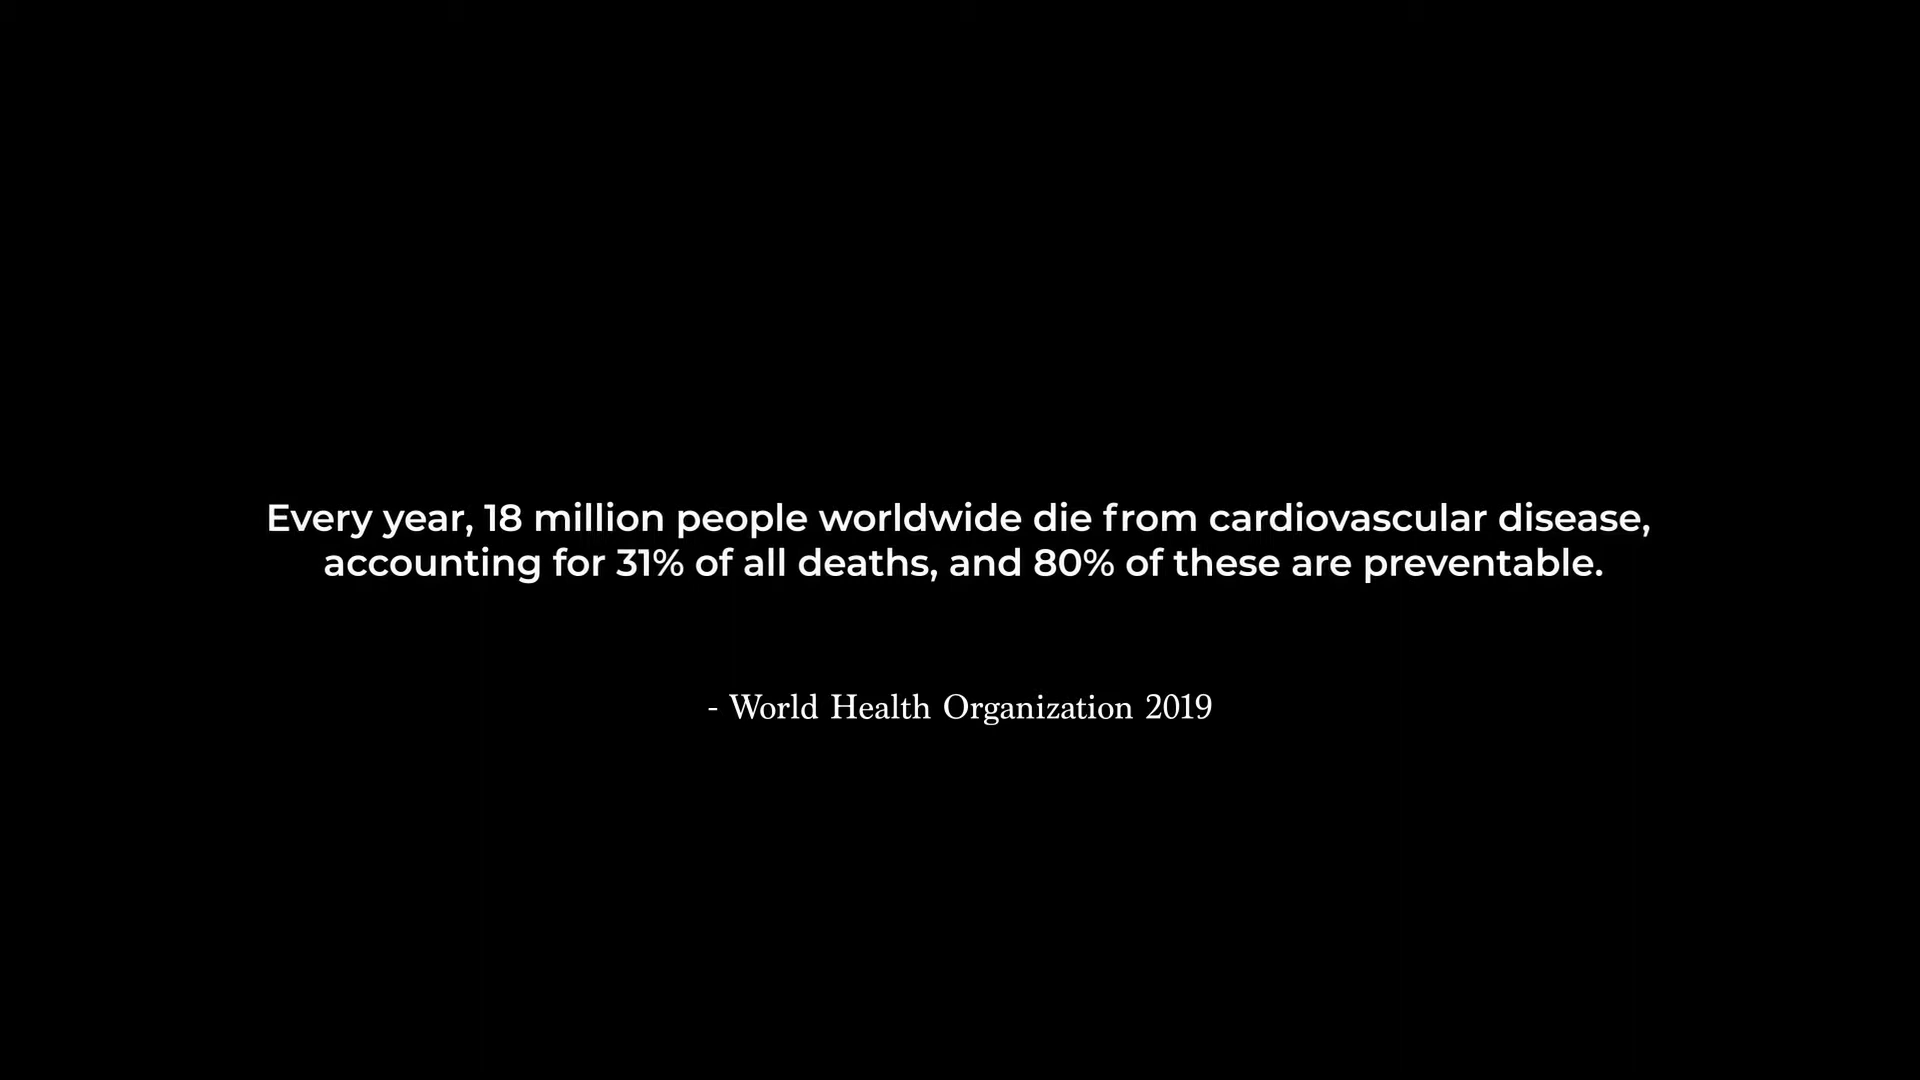 Every year, 18 million people worldwide die from cardiovascular disease,
accounting for 31% of all deaths, and 80% of these are preventable.
- World Health Organization 2019